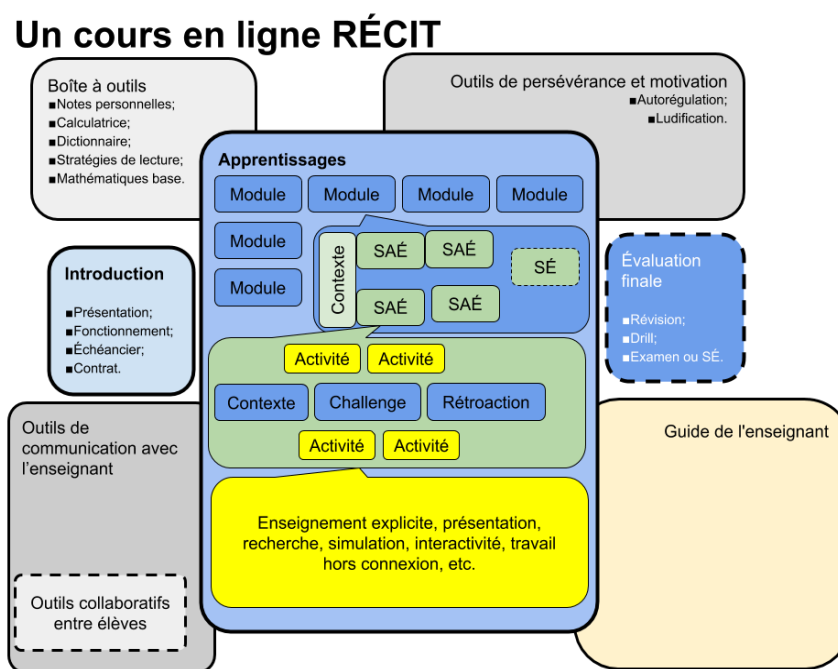 Un cours en ligne RÉCIT
Boîte à outils
■Notes personnelles;
■Calculatrice;
■Dictionnaire;
■Stratégies de lecture;
■Mathématiques base.
Outils de persévérance et motivation
■Autorégulation;
■Ludification.
Apprentissages
Module
Module
Module
Module
Module
Module
Contexte
SAÉ
SAÉ
SÉ
SAÉ
SAÉ
Introduction
■Présentation;
■Fonctionnement;
■Échéancier;
■Contrat.
Évaluation
finale
■Révision;
■Drill;
■Examen ou SÉ.
Activité
Activité
Contexte
Challenge
Rétroaction
Activité
Activité
Outils de
communication avec
l'enseignant
Guide de l'enseignant
Enseignement explicite, présentation,
recherche, simulation, interactivité, travail
hors connexion, etc.
Outils collaboratifs
entre élèves